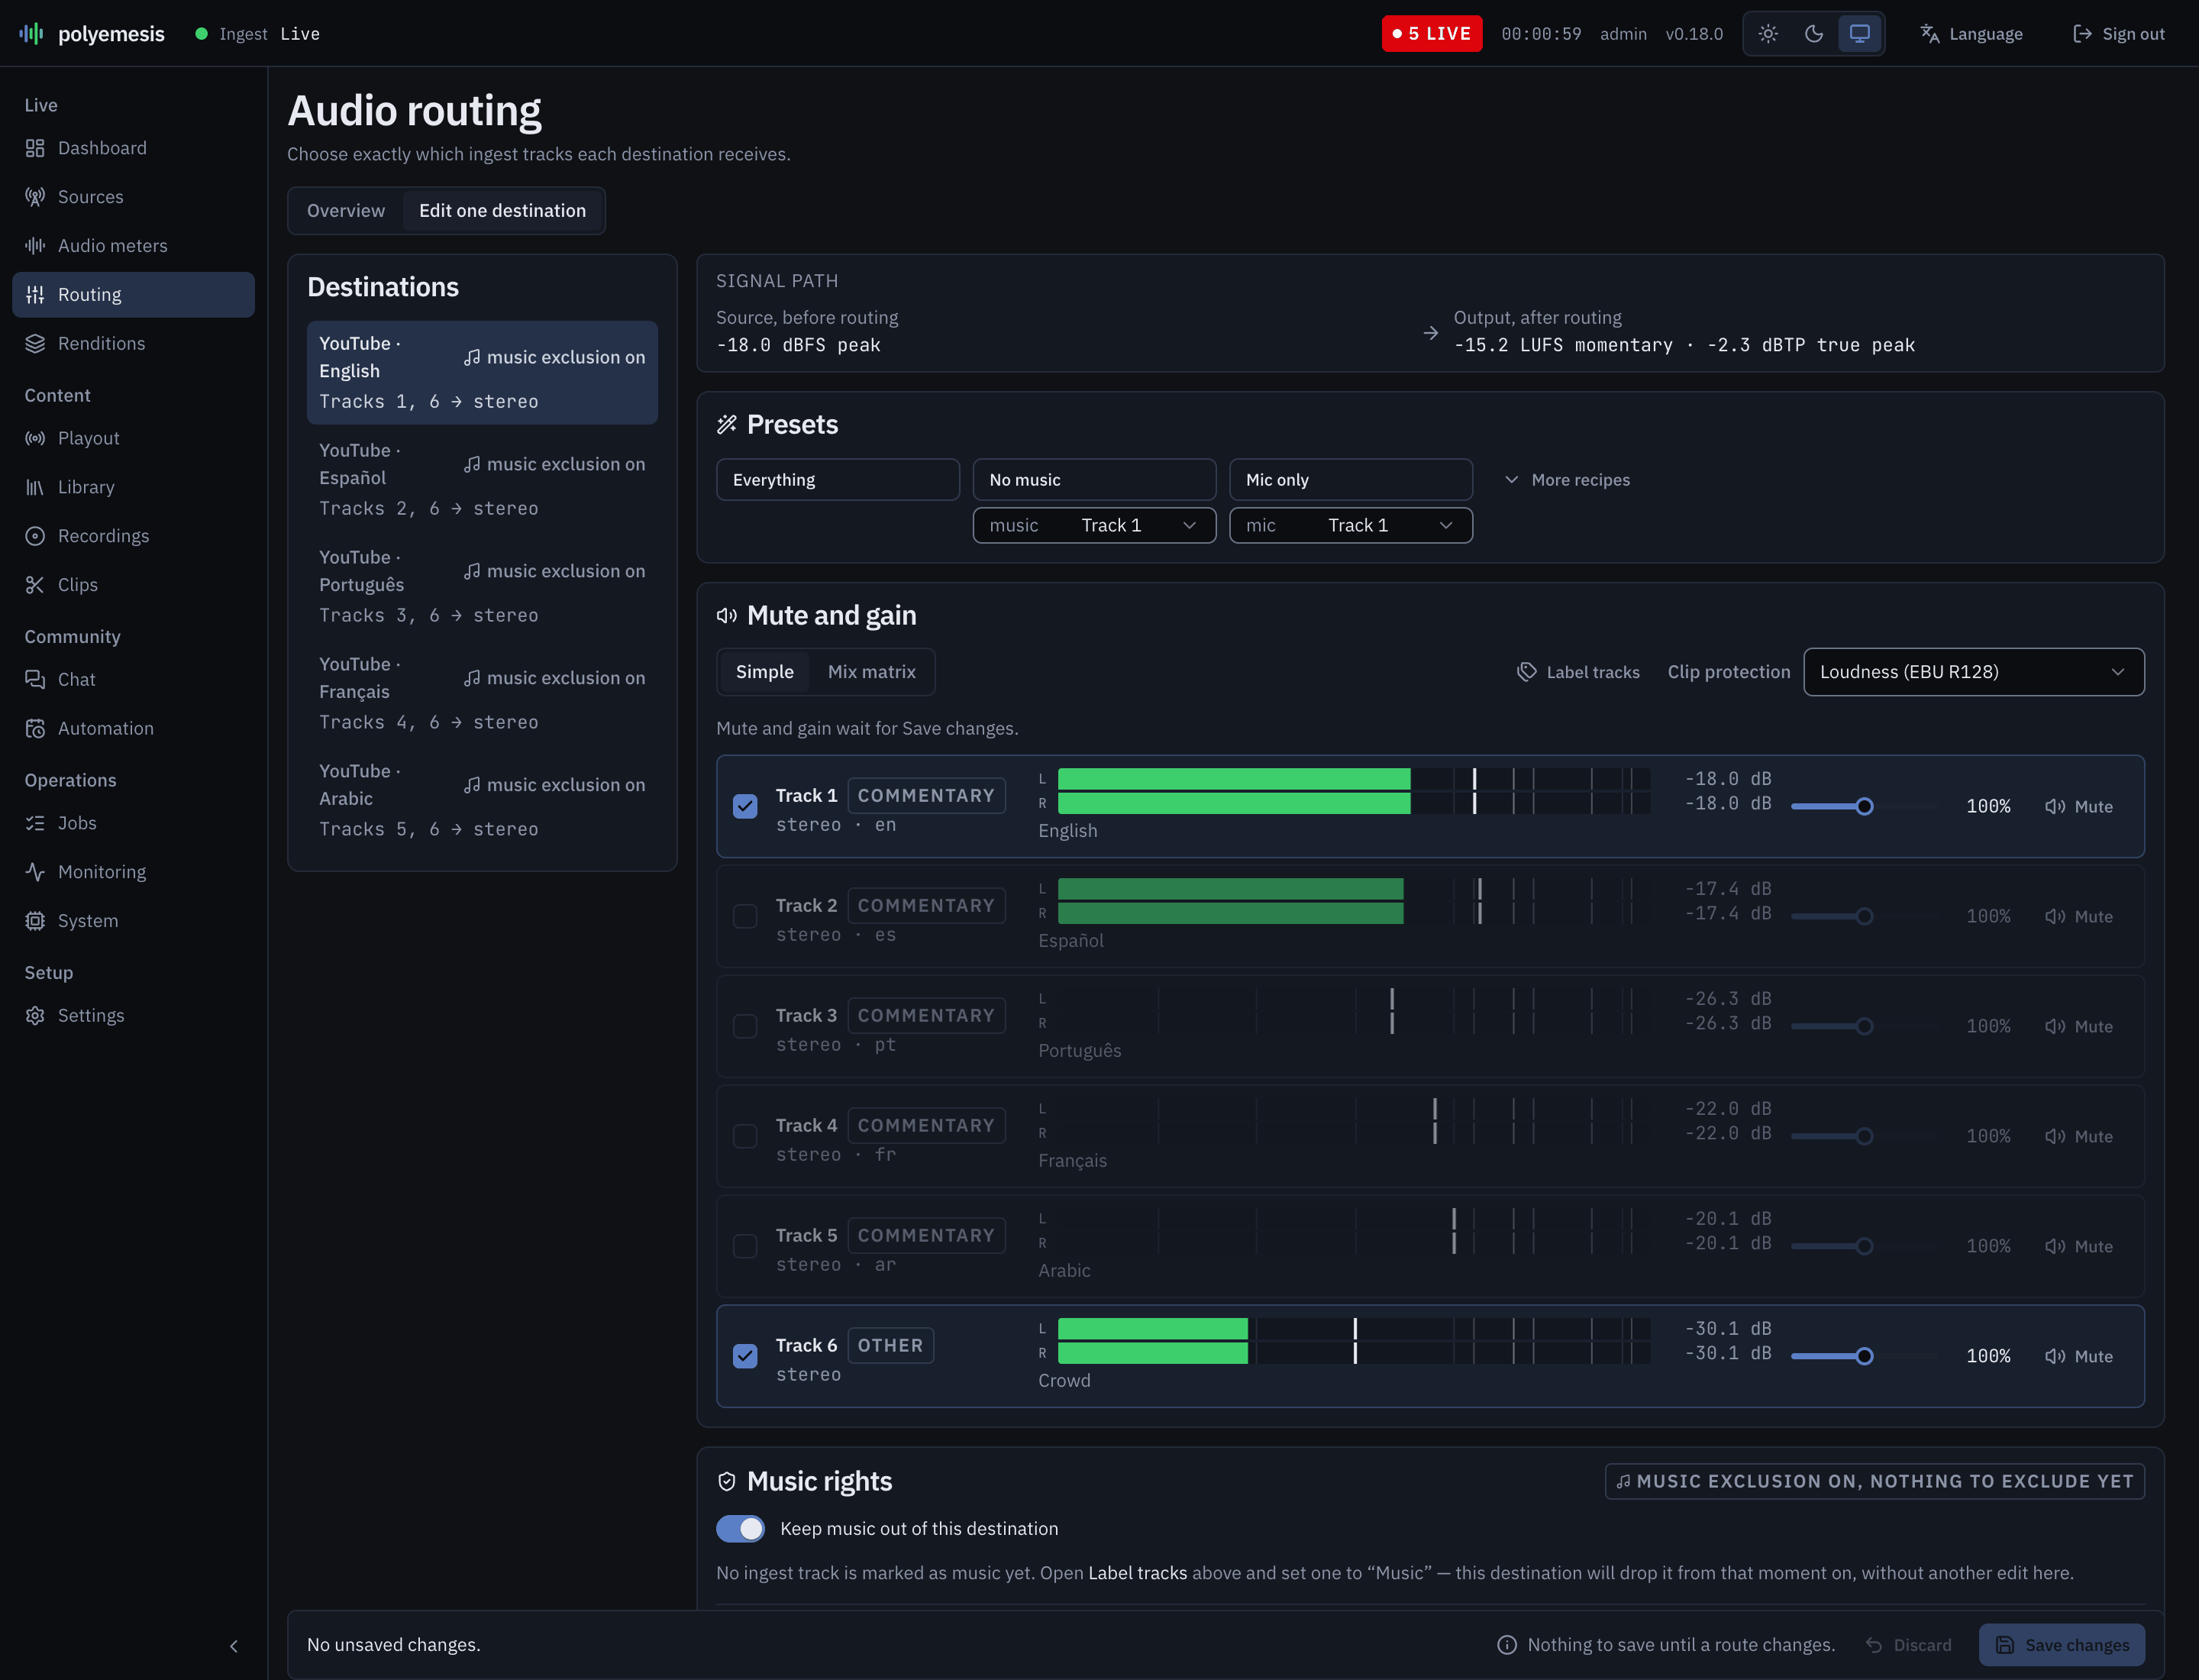 polyemesis
Ingest Live
5 LIVE
00:00:59
admin
v0.18.0
Language
Sign out
Live
Dashboard
Sources
Audio meters
Routing
Renditions
Content
Playout
Library
Recordings
Clips
Community
Chat
Automation
Operations
Jobs
Monitoring
System
Setup
Settings
Audio routing
Choose exactly which ingest tracks each destination receives.
Overview
Edit one destination
Destinations
YouTube ·
English
music exclusion on
Tracks 1, 6 → stereo
YouTube ·
Español
music exclusion on
Tracks 2, 6 → stereo
YouTube ·
Português
music exclusion on
Tracks 3, 6 → stereo
YouTube ·
Français
music exclusion on
Tracks 4, 6 → stereo
YouTube ·
Arabic
music exclusion on
Tracks 5, 6 → stereo
SIGNAL PATH
Source, before routing
-18.0 dBFS peak
→
Output, after routing
-15.2 LUFS momentary · -2.3 dBTP true peak
Presets
Everything
No music
Mic only
More recipes
music Track 1
mic Track 1
Mute and gain
Simple
Mix matrix
Label tracks
Clip protection
Loudness (EBU R128)
Mute and gain wait for Save changes.
Track 1 COMMENTARY
stereo · en
L
R
English
-18.0 dB
-18.0 dB
100%
Mute
Track 2 COMMENTARY
stereo · es
L
R
Español
-17.4 dB
-17.4 dB
100%
Mute
Track 3 COMMENTARY
stereo · pt
L
R
Português
-26.3 dB
-26.3 dB
100%
Mute
Track 4 COMMENTARY
stereo · fr
L
R
Français
-22.0 dB
-22.0 dB
100%
Mute
Track 5 COMMENTARY
stereo · ar
L
R
Arabic
-20.1 dB
-20.1 dB
100%
Mute
Track 6 OTHER
stereo
L
R
Crowd
-30.1 dB
-30.1 dB
100%
Mute
Music rights
MUSIC EXCLUSION ON, NOTHING TO EXCLUDE YET
Keep music out of this destination
No ingest track is marked as music yet. Open Label tracks above and set one to “Music” — this destination will drop it from that moment on, without another edit here.
No unsaved changes.
Nothing to save until a route changes.
Discard
Save changes